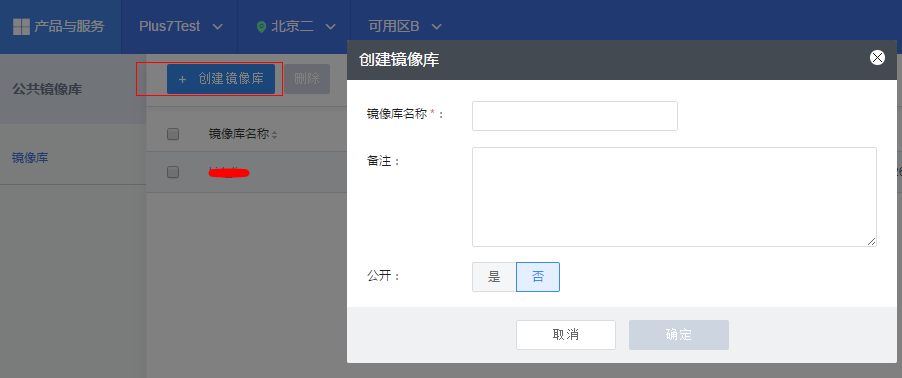 产品与服务
Plus7Test
北京二
可用区B
公共镜像库
镜像库
+ 创建镜像库
删除
镜像库名称
创建镜像库
镜像库名称 * :
备注 :
公开 :
是
否
取消
确定